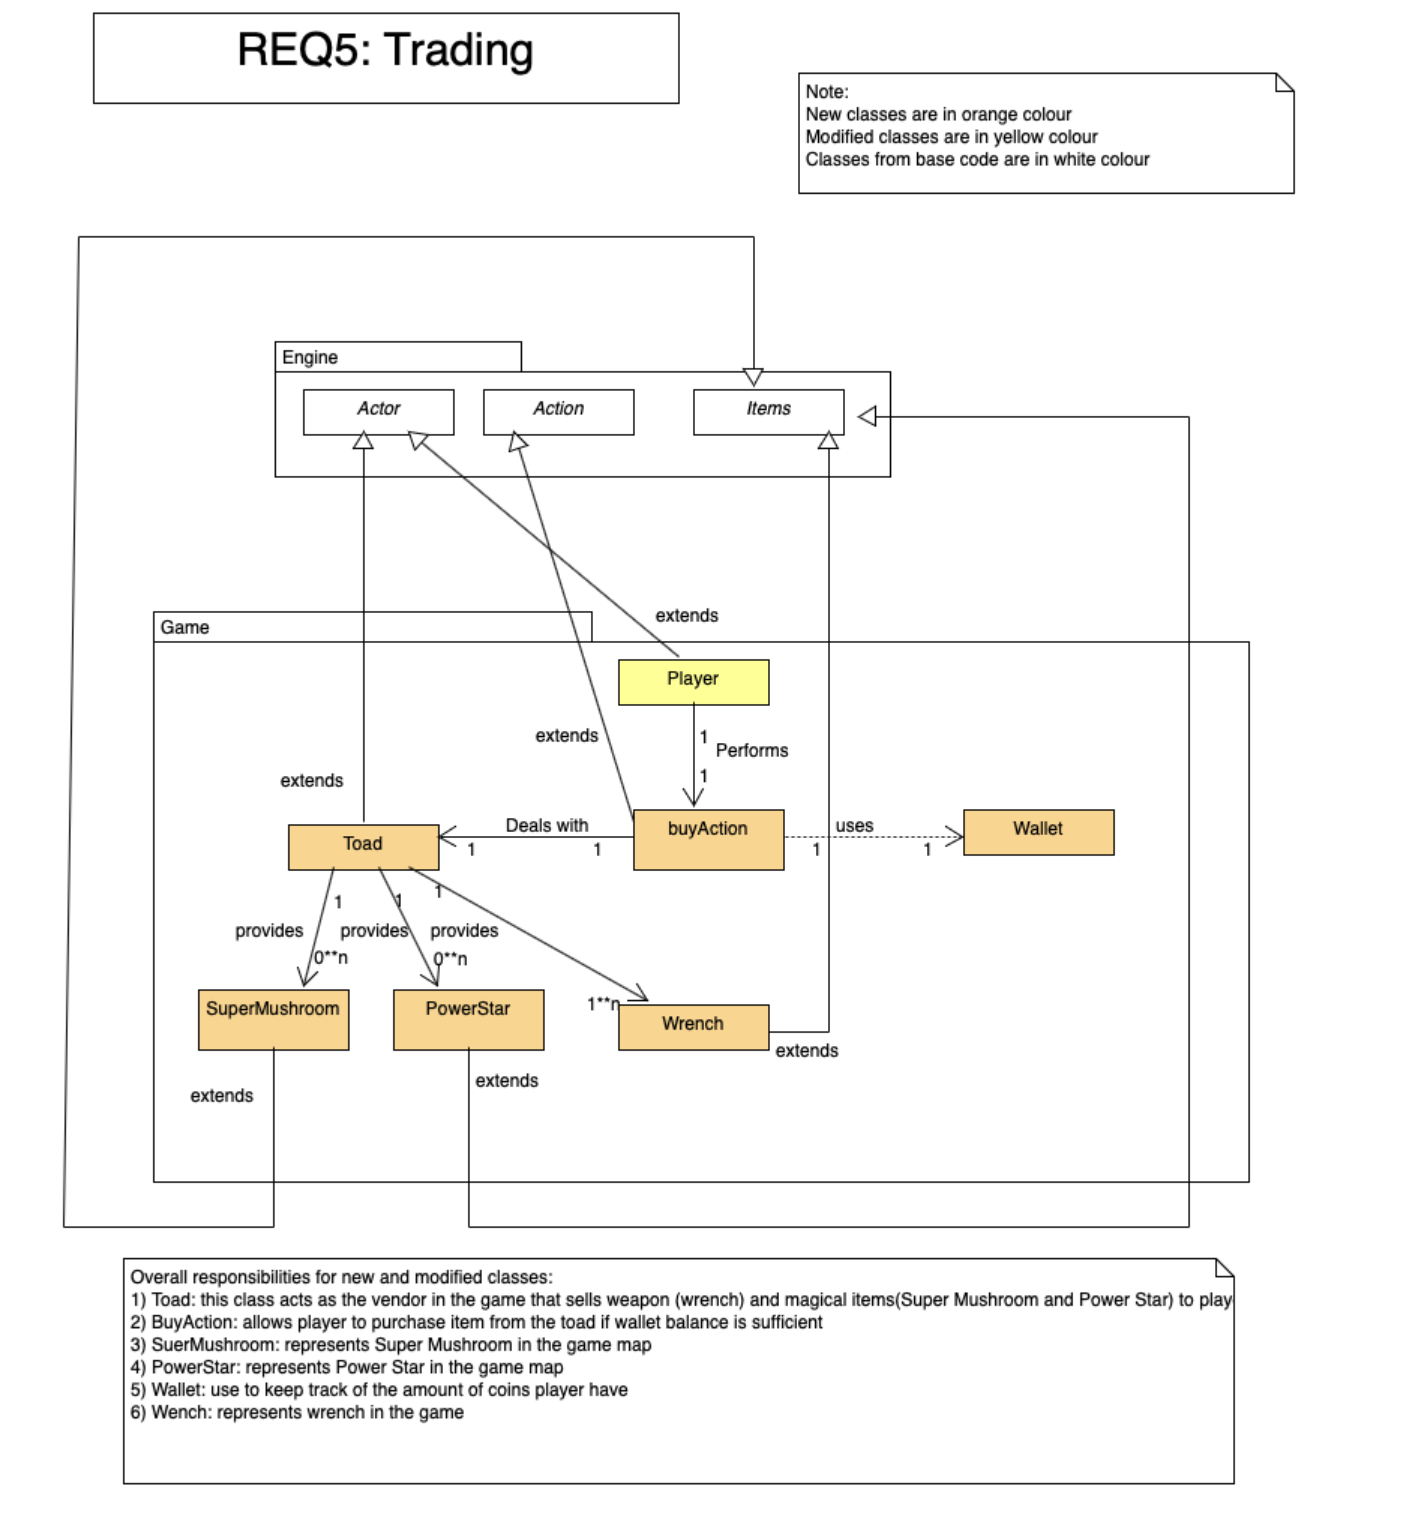 REQ5: Trading
Note:
New classes are in orange colour
Modified classes are in yellow colour
Classes from base code are in white colour
Engine
Actor
Action
Items
extends
Game
Player
extends
1
Performs
extends
1
Deals with
buyAction
uses
Wallet
Toad
1
1
1
1
1
1
1
provides
provides
provides
0**n
0**n
1**n
SuperMushroom
PowerStar
Wrench
extends
extends
extends
Overall responsibilities for new and modified classes:
1) Toad: this class acts as the vendor in the game that sells weapon (wrench) and magical items(Super Mushroom and Power Star) to play
2) BuyAction: allows player to purchase item from the toad if wallet balance is sufficient
3) SuerMushroom: represents Super Mushroom in the game map
4) PowerStar: represents Power Star in the game map
5) Wallet: use to keep track of the amount of coins player have
6) Wench: represents wrench in the game